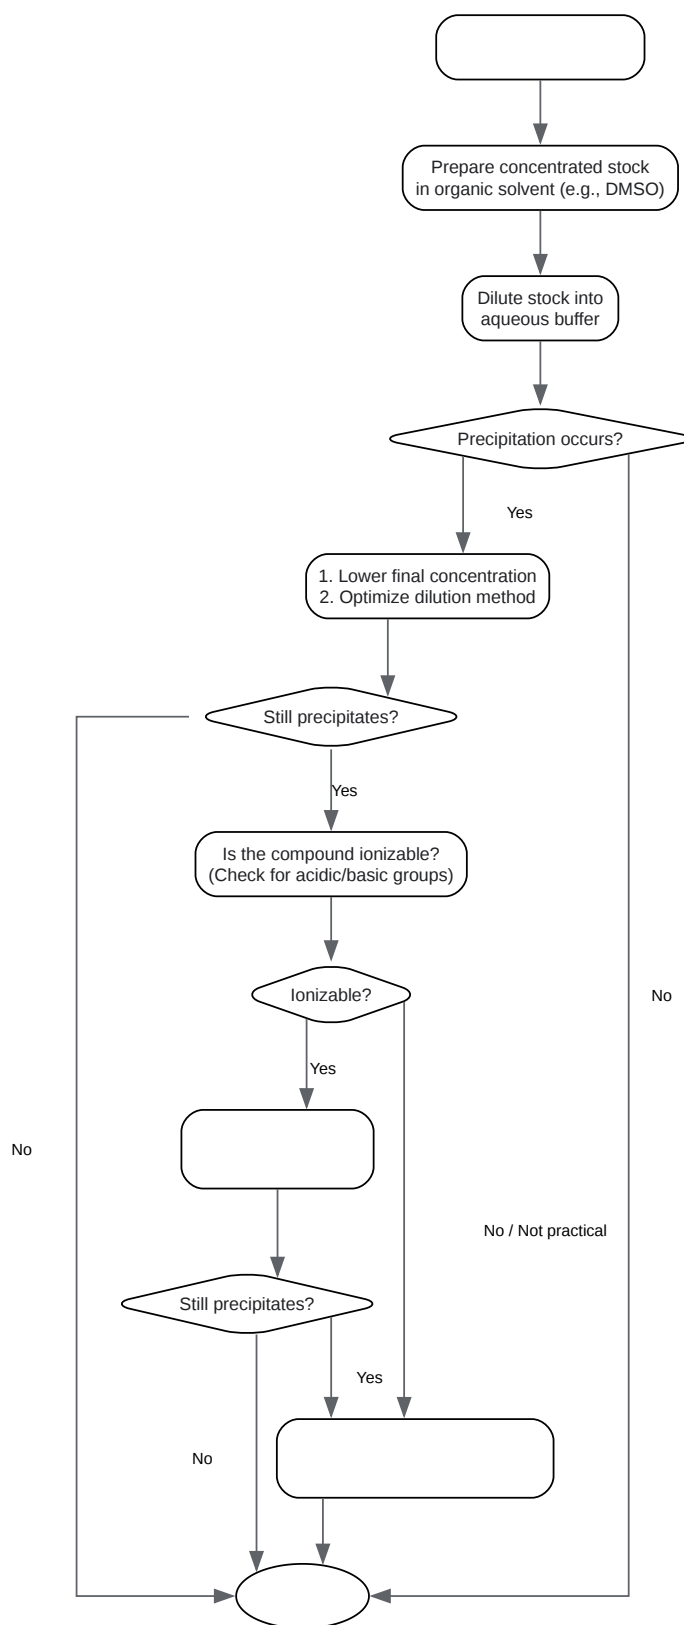 Prepare concentrated stock
in organic solvent (e.g., DMSO)
Dilute stock into
aqueous buffer
Precipitation occurs?
Yes
1. Lower final concentration
2. Optimize dilution method
Still precipitates?
Yes
Is the compound ionizable?
(Check for acidic/basic groups)
Ionizable?
No
Yes
No
No / Not practical
Still precipitates?
Yes
No